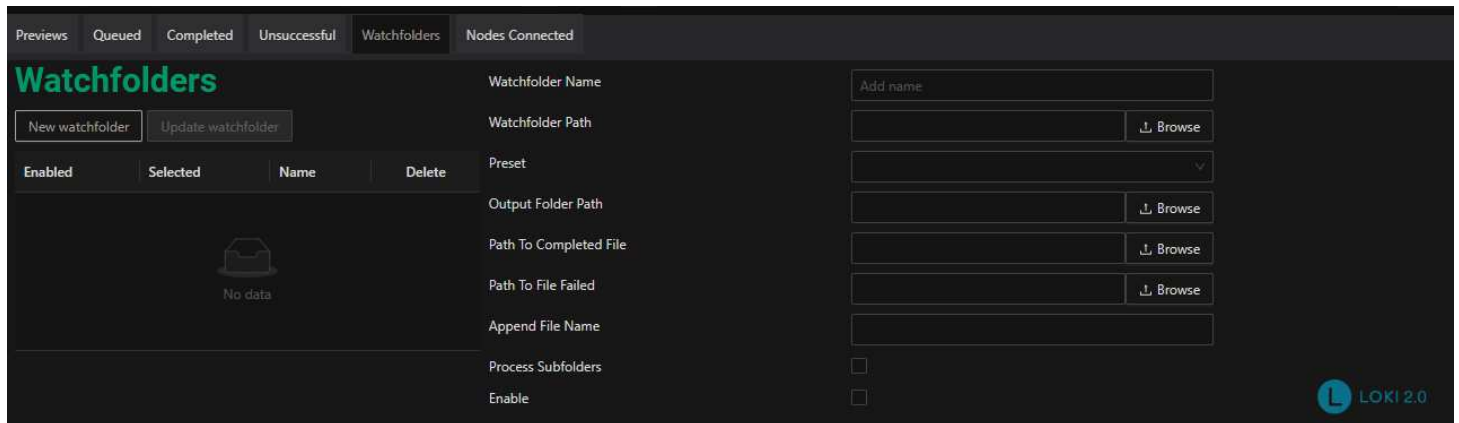 Previews Queued Completed Unsuccessful Watchfolders Nodes Connected
Watchfolders
New watchfolder Update watchfolder
Enabled Selected Name Delete
No data
Watchfolder Name Add name
Watchfolder Path Browse
Preset
Output Folder Path Browse
Path To Completed File Browse
Path To File Failed Browse
Append File Name
Process Subfolders
Enable
L LOKI 2.0